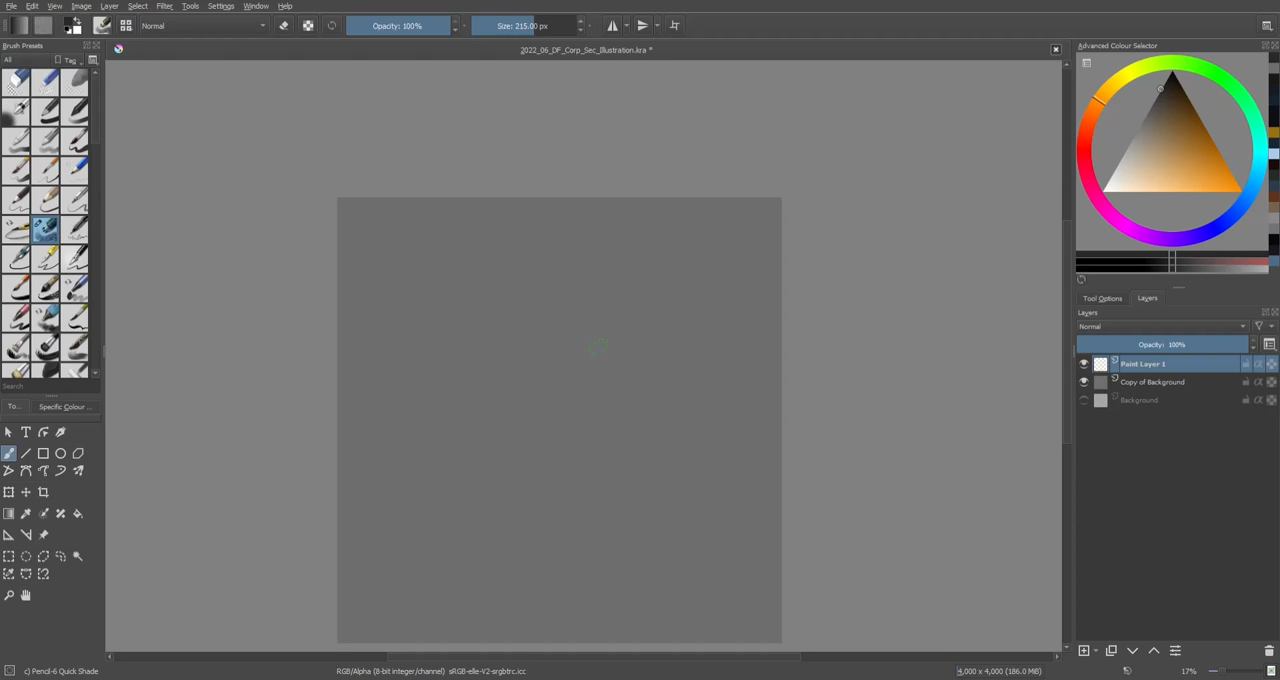 File Edit View Image Layer Select Filter Tools Settings Window Help
Normal Opacity: 100% Size: 215.00 px
Brush Presets
2022_06_DF_Corp_Sec_Illustration.kra *
Advanced Colour Selector
All Tag
Search
To... Specific Colour ...
Tool Options Layers
Layers
Normal
Opacity: 100%
Paint Layer 1
Copy of Background
Background
c) Pencil-6 Quick Shade
RGB/Alpha (8-bit integer/channel) sRGB-elle-V2-srgbtrc.icc
4,000 x 4,000 (186.0 MiB)
17%